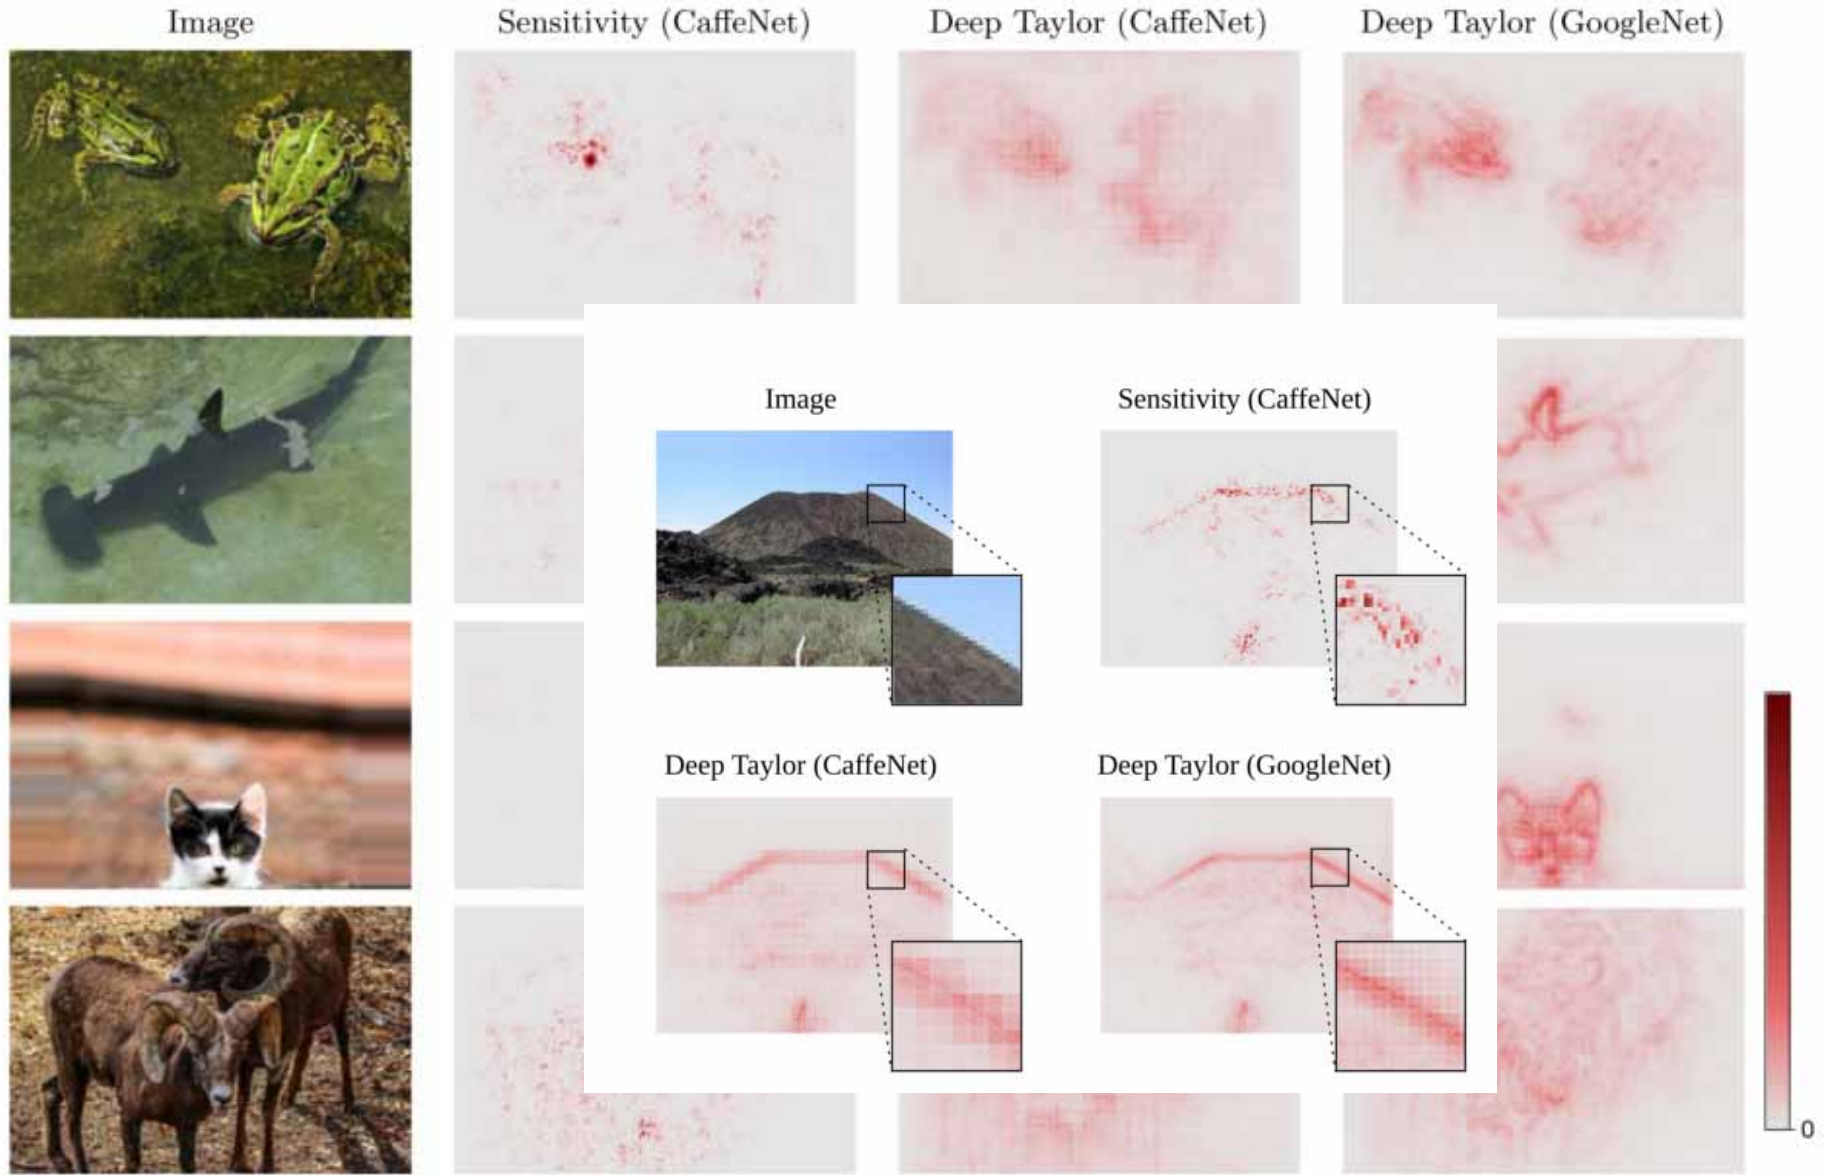 Image
Sensitivity (CaffeNet)
Deep Taylor (CaffeNet)
Deep Taylor (GoogleNet)
Image
Sensitivity (CaffeNet)
Deep Taylor (CaffeNet)
Deep Taylor (GoogleNet)
0